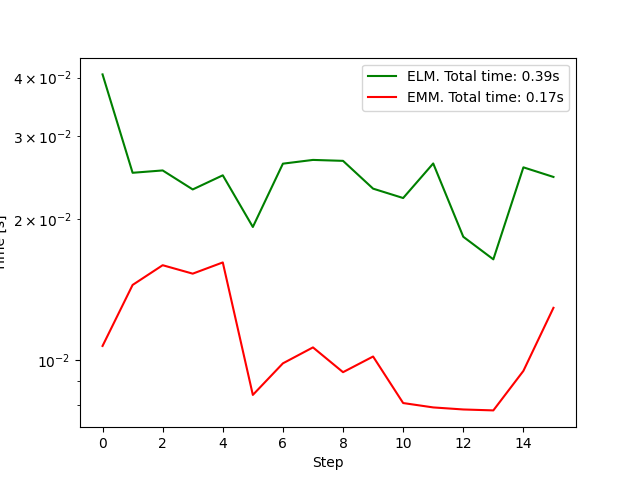 ELM. Total time: 0.39s
EMM. Total time: 0.17s
4 × 10⁻²
3 × 10⁻²
2 × 10⁻²
10⁻²
0 2 4 6 8 10 12 14
Step